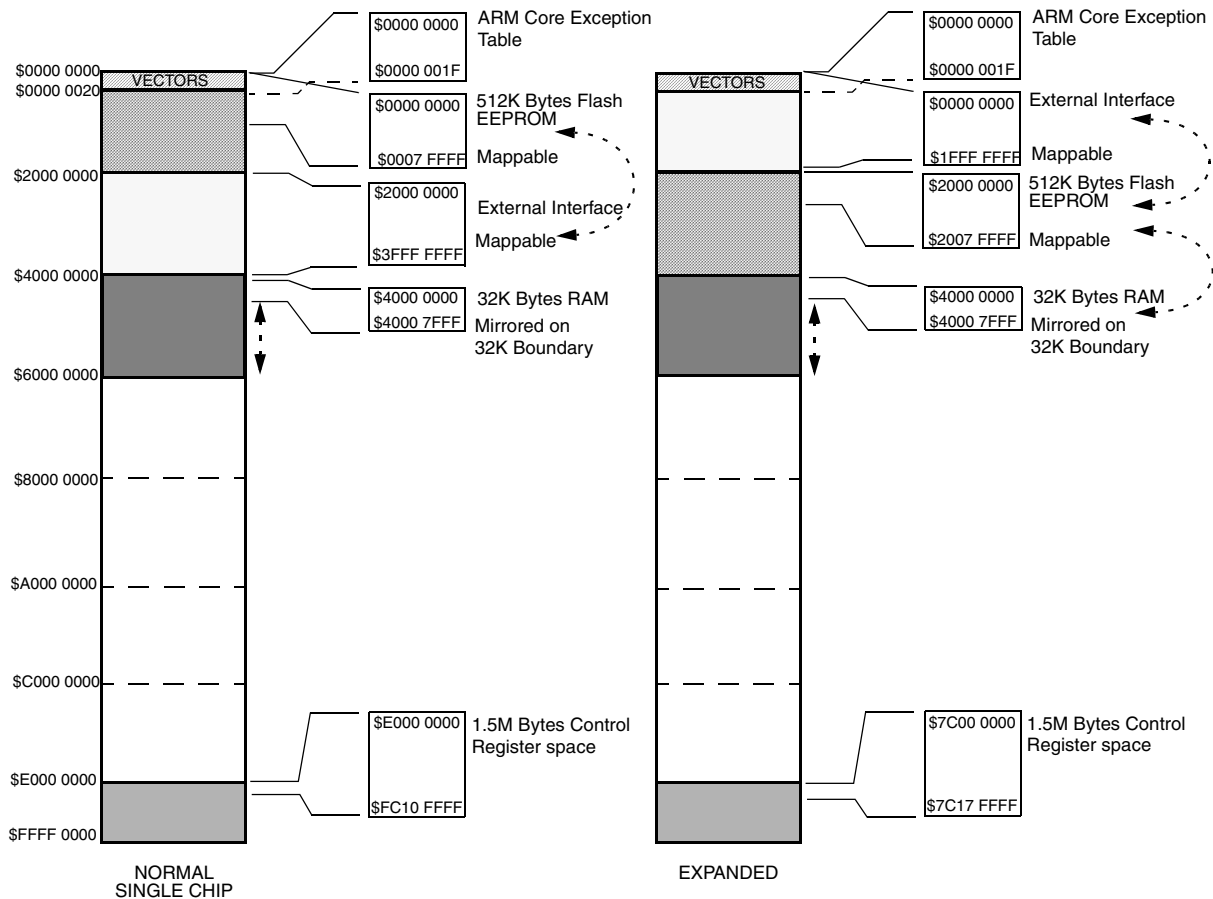 $0000 0000
$0000 0020
$2000 0000
$4000 0000
$6000 0000
$8000 0000
$A000 0000
$C000 0000
$E000 0000
$FFFF 0000
VECTORS
NORMAL
SINGLE CHIP
$0000 0000
$0000 001F
ARM Core Exception
Table
$0000 0000
$0007 FFFF
512K Bytes Flash
EEPROM
Mappable
$2000 0000
$3FFF FFFF
External Interface
Mappable
$4000 0000
$4000 7FFF
32K Bytes RAM
Mirrored on
32K Boundary
$E000 0000
$FC10 FFFF
1.5M Bytes Control
Register space
VECTORS
EXPANDED
$0000 0000
$0000 001F
ARM Core Exception
Table
$0000 0000
$1FFF FFFF
External Interface
Mappable
$2000 0000
$2007 FFFF
512K Bytes Flash
EEPROM
Mappable
$4000 0000
$4000 7FFF
32K Bytes RAM
Mirrored on
32K Boundary
$7C00 0000
$7C17 FFFF
1.5M Bytes Control
Register space